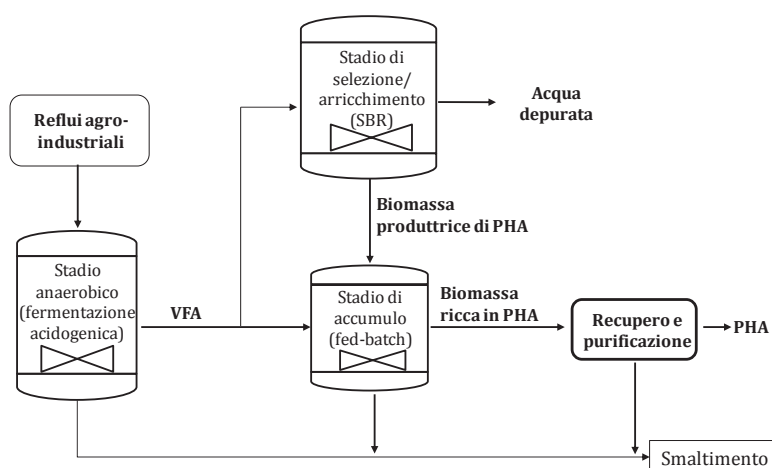 Stadio di
selezione/
arricchimento
(SBR)
Acqua
depurata
Reflui agro-
industriali
Biomassa
produttrice di PHA
Stadio
anaerobico
(fermentazione
acidogenica)
VFA
Stadio di
accumulo
(fed-batch)
Biomassa
ricca in PHA
Recupero e
purificazione
PHA
Smaltimento